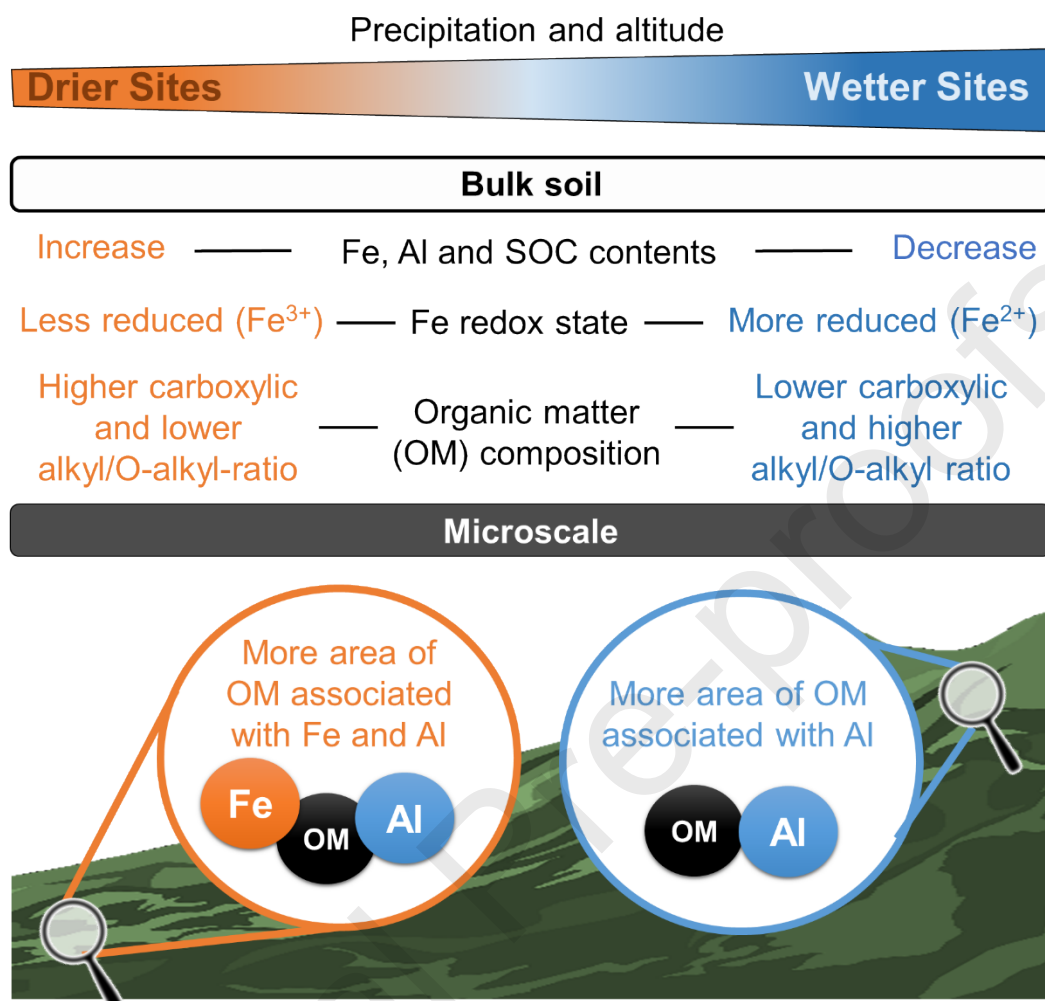 Precipitation and altitude
Drier Sites
Wetter Sites
Bulk soil
Increase
Fe, Al and SOC contents
Decrease
Less reduced (Fe³⁺)
Fe redox state
More reduced (Fe²⁺)
Higher carboxylic
and lower
alkyl/O-alkyl-ratio
Organic matter
(OM) composition
Lower carboxylic
and higher
alkyl/O-alkyl ratio
Microscale
More area of
OM associated
with Fe and Al
Fe
OM
Al
More area of OM
associated with Al
OM
Al
Pre-proofs